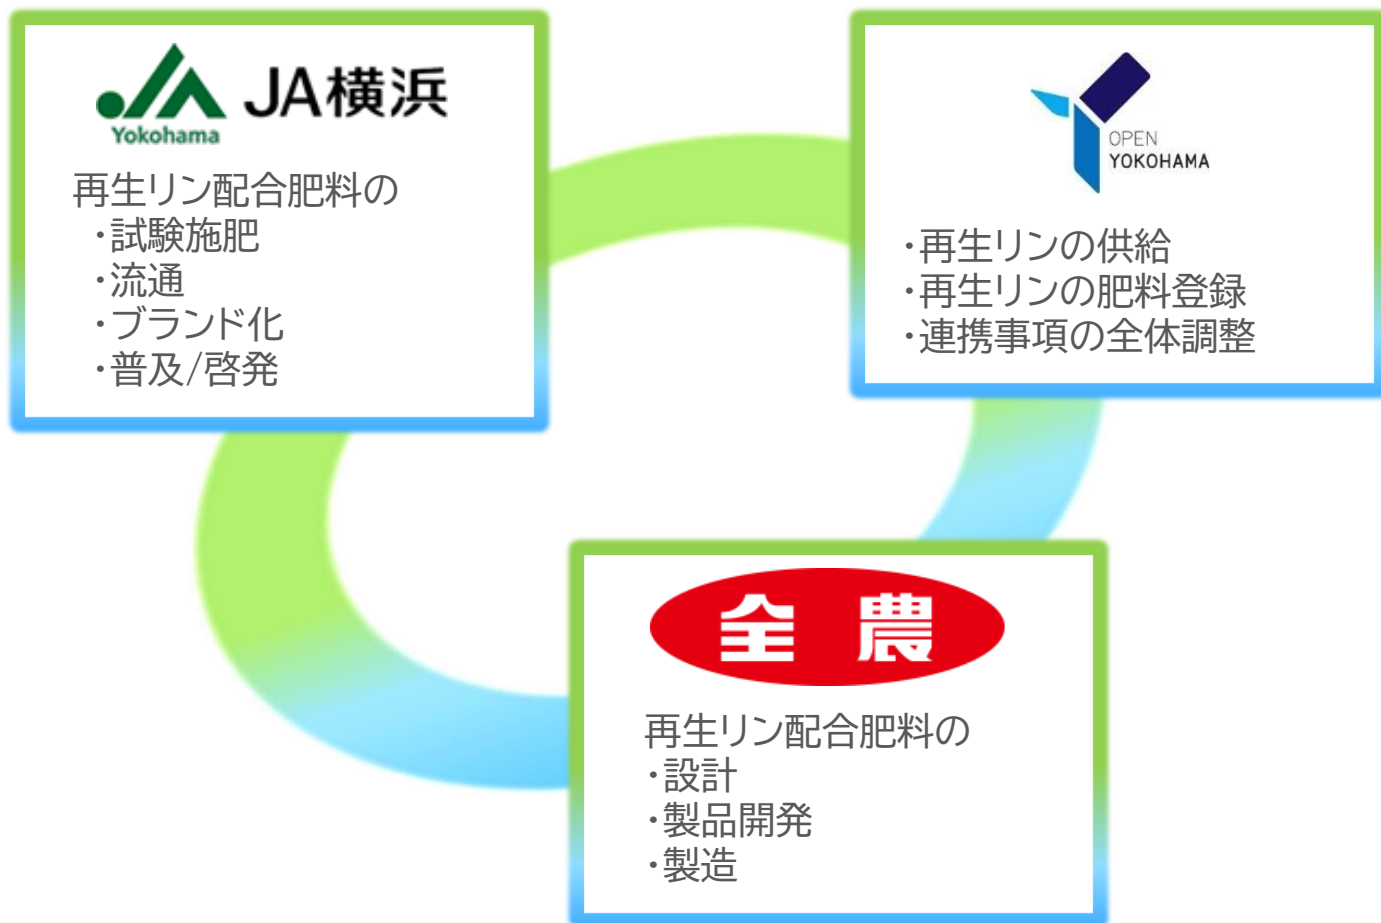 JA横浜
Yokohama
再生リン配合肥料の
・試験施肥
・流通
・ブランド化
・普及/啓発
OPEN
YOKOHAMA
・再生リンの供給
・再生リンの肥料登録
・連携事項の全体調整
全農
再生リン配合肥料の
・設計
・製品開発
・製造